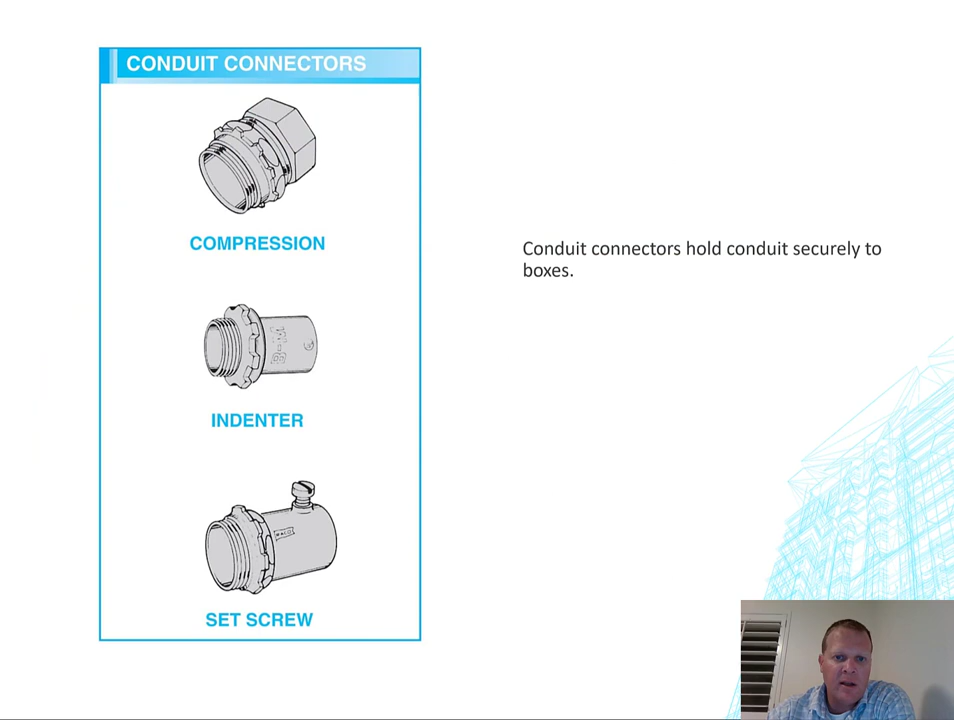 CONDUIT CONNECTORS
COMPRESSION
B-M
INDENTER
SET SCREW
Conduit connectors hold conduit securely to
boxes.